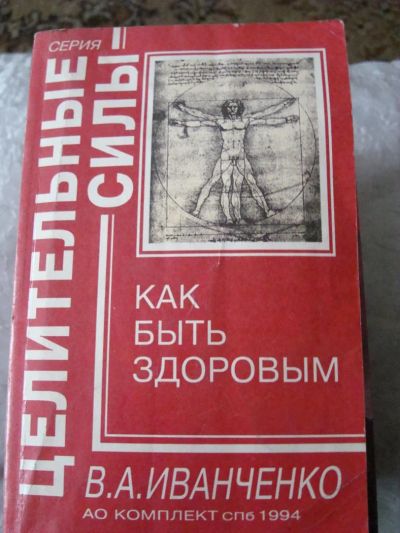 СЕРИЯ
ЦЕЛИТЕЛЬНЫЕ
СИЛЫ
КАК
БЫТЬ
ЗДОРОВЫМ
В.А.ИВАНЧЕНКО
АО КОМПЛЕКТ СПб 1994